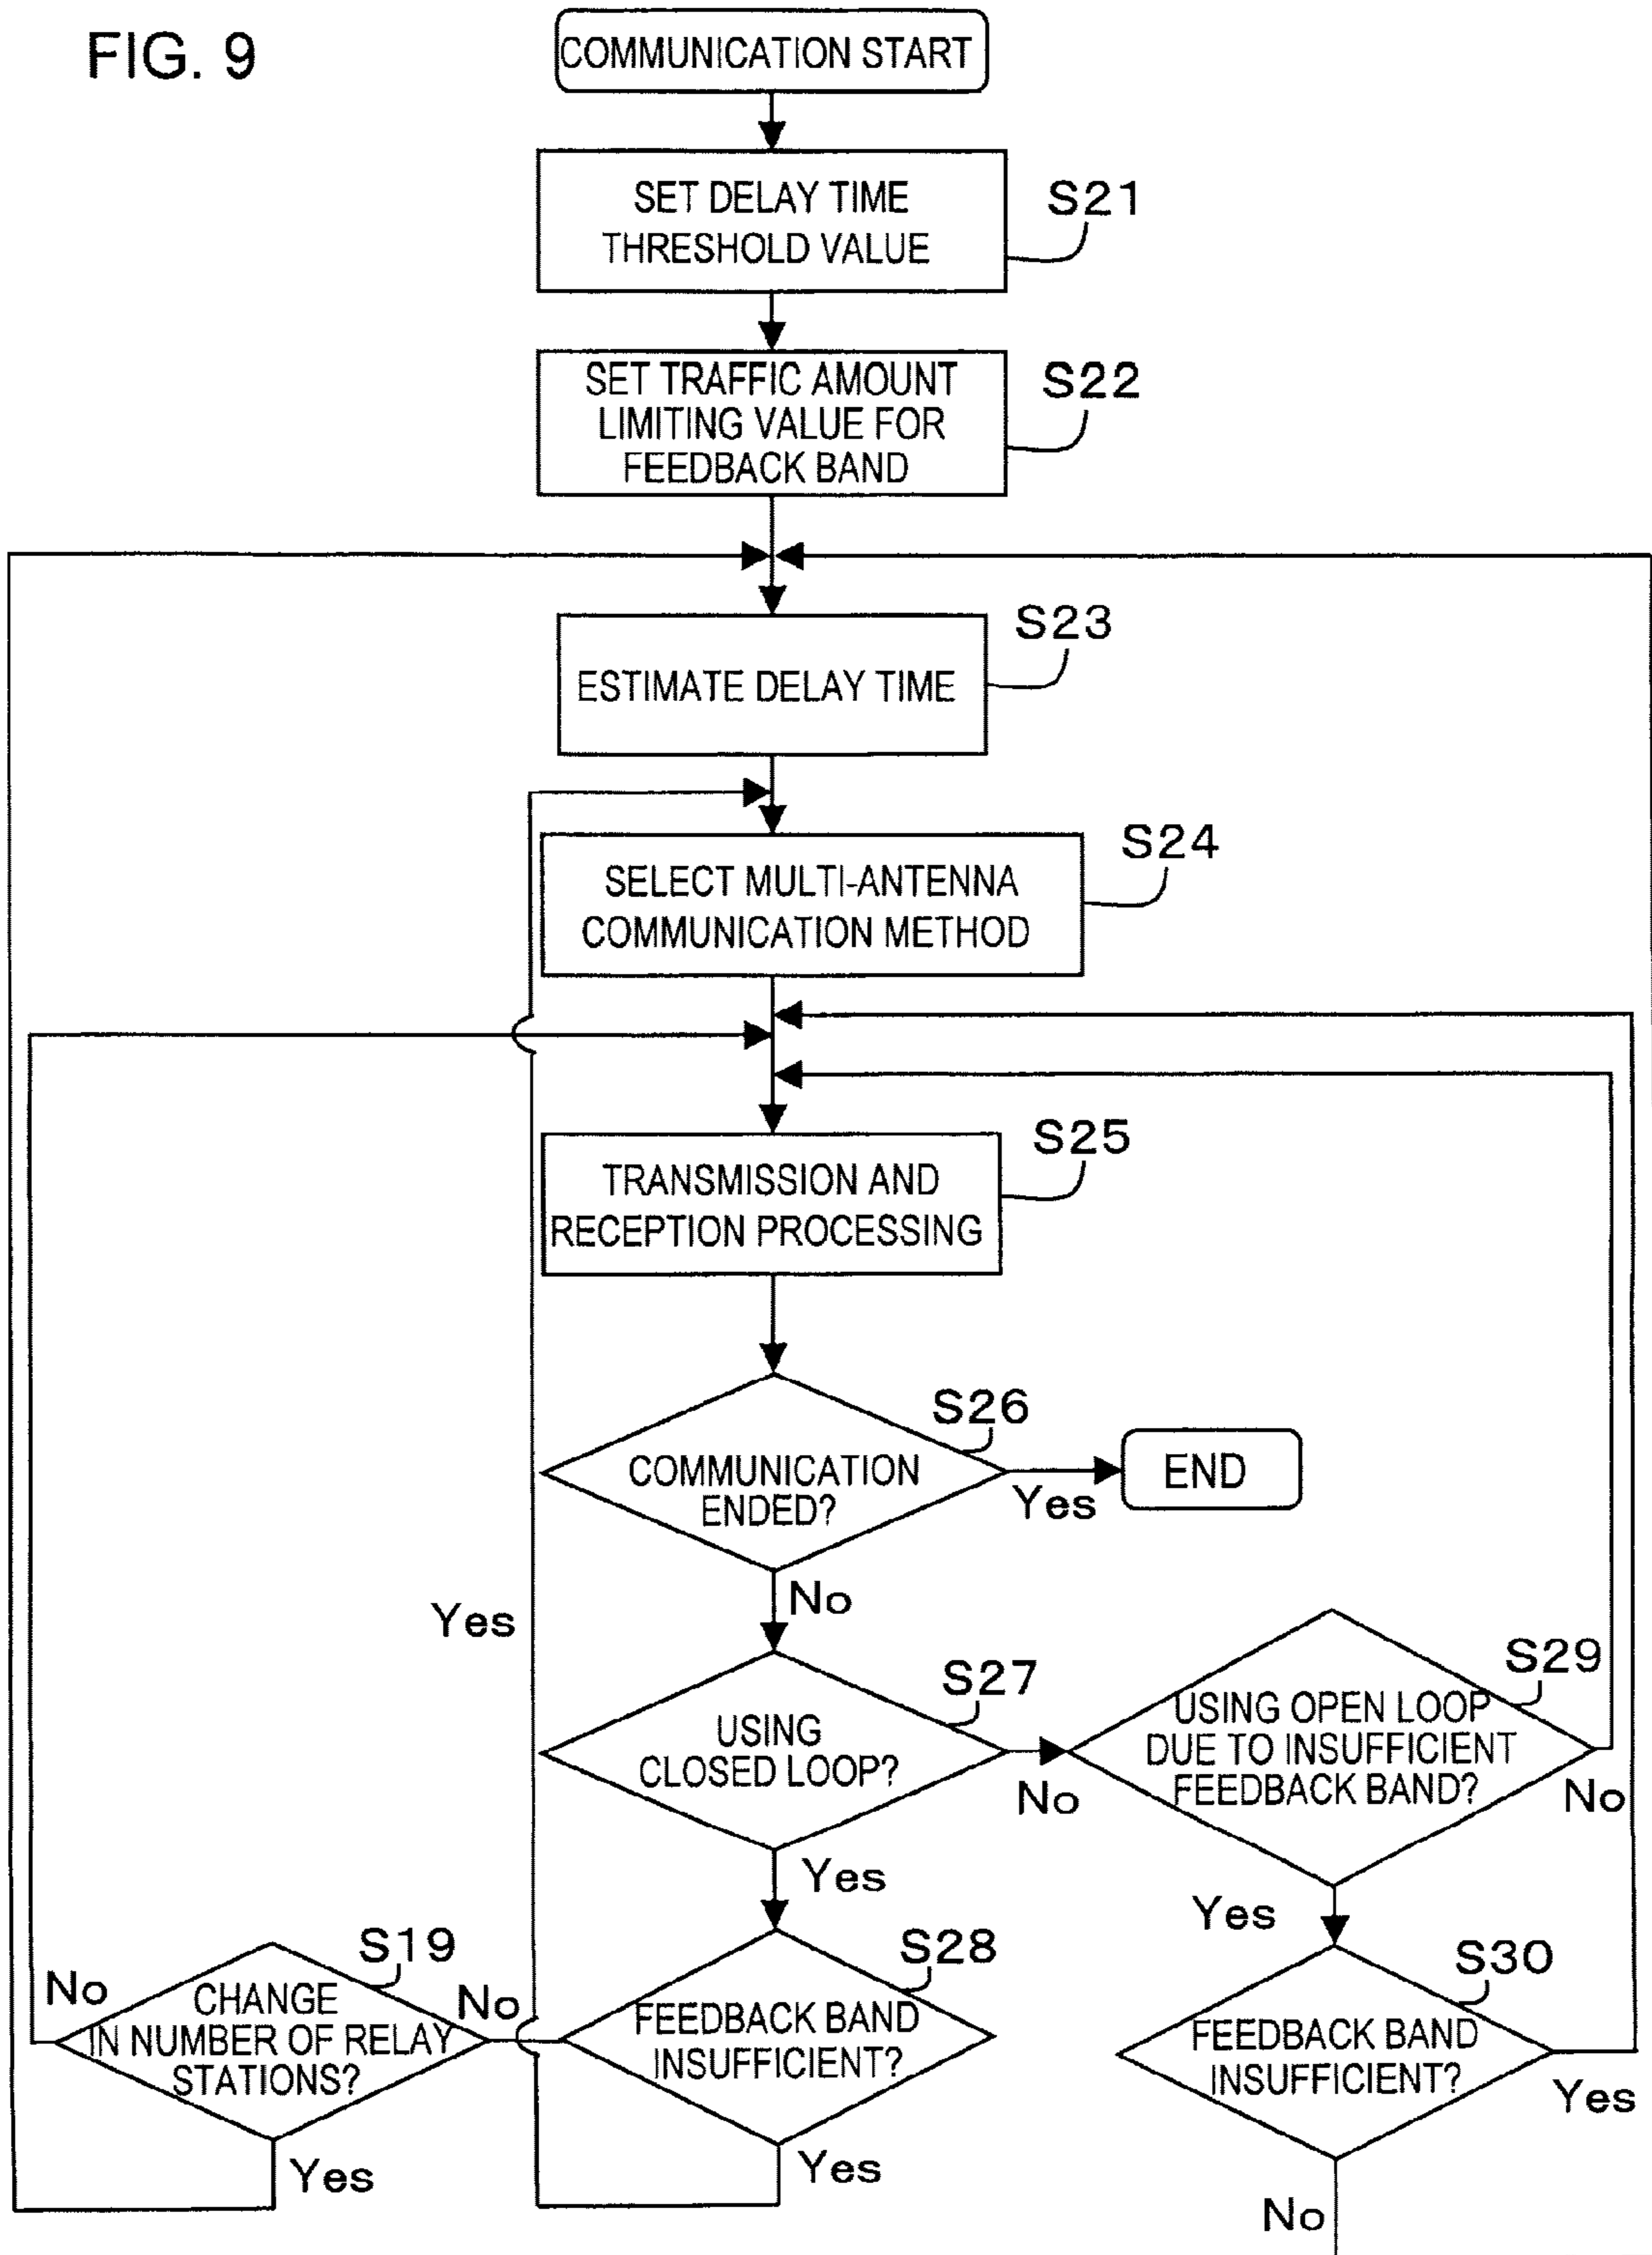 FIG. 9
COMMUNICATION START
SET DELAY TIME
THRESHOLD VALUE
S21
SET TRAFFIC AMOUNT
LIMITING VALUE FOR
FEEDBACK BAND
S22
ESTIMATE DELAY TIME
S23
SELECT MULTI-ANTENNA
COMMUNICATION METHOD
S24
TRANSMISSION AND
RECEPTION PROCESSING
S25
COMMUNICATION
ENDED?
S26
Yes
END
No
USING
CLOSED LOOP?
S27
No
Yes
USING OPEN LOOP
DUE TO INSUFFICIENT
FEEDBACK BAND?
S29
No
Yes
FEEDBACK BAND
INSUFFICIENT?
S28
No
Yes
Yes
CHANGE
IN NUMBER OF RELAY
STATIONS?
S19
No
Yes
FEEDBACK BAND
INSUFFICIENT?
S30
Yes
No